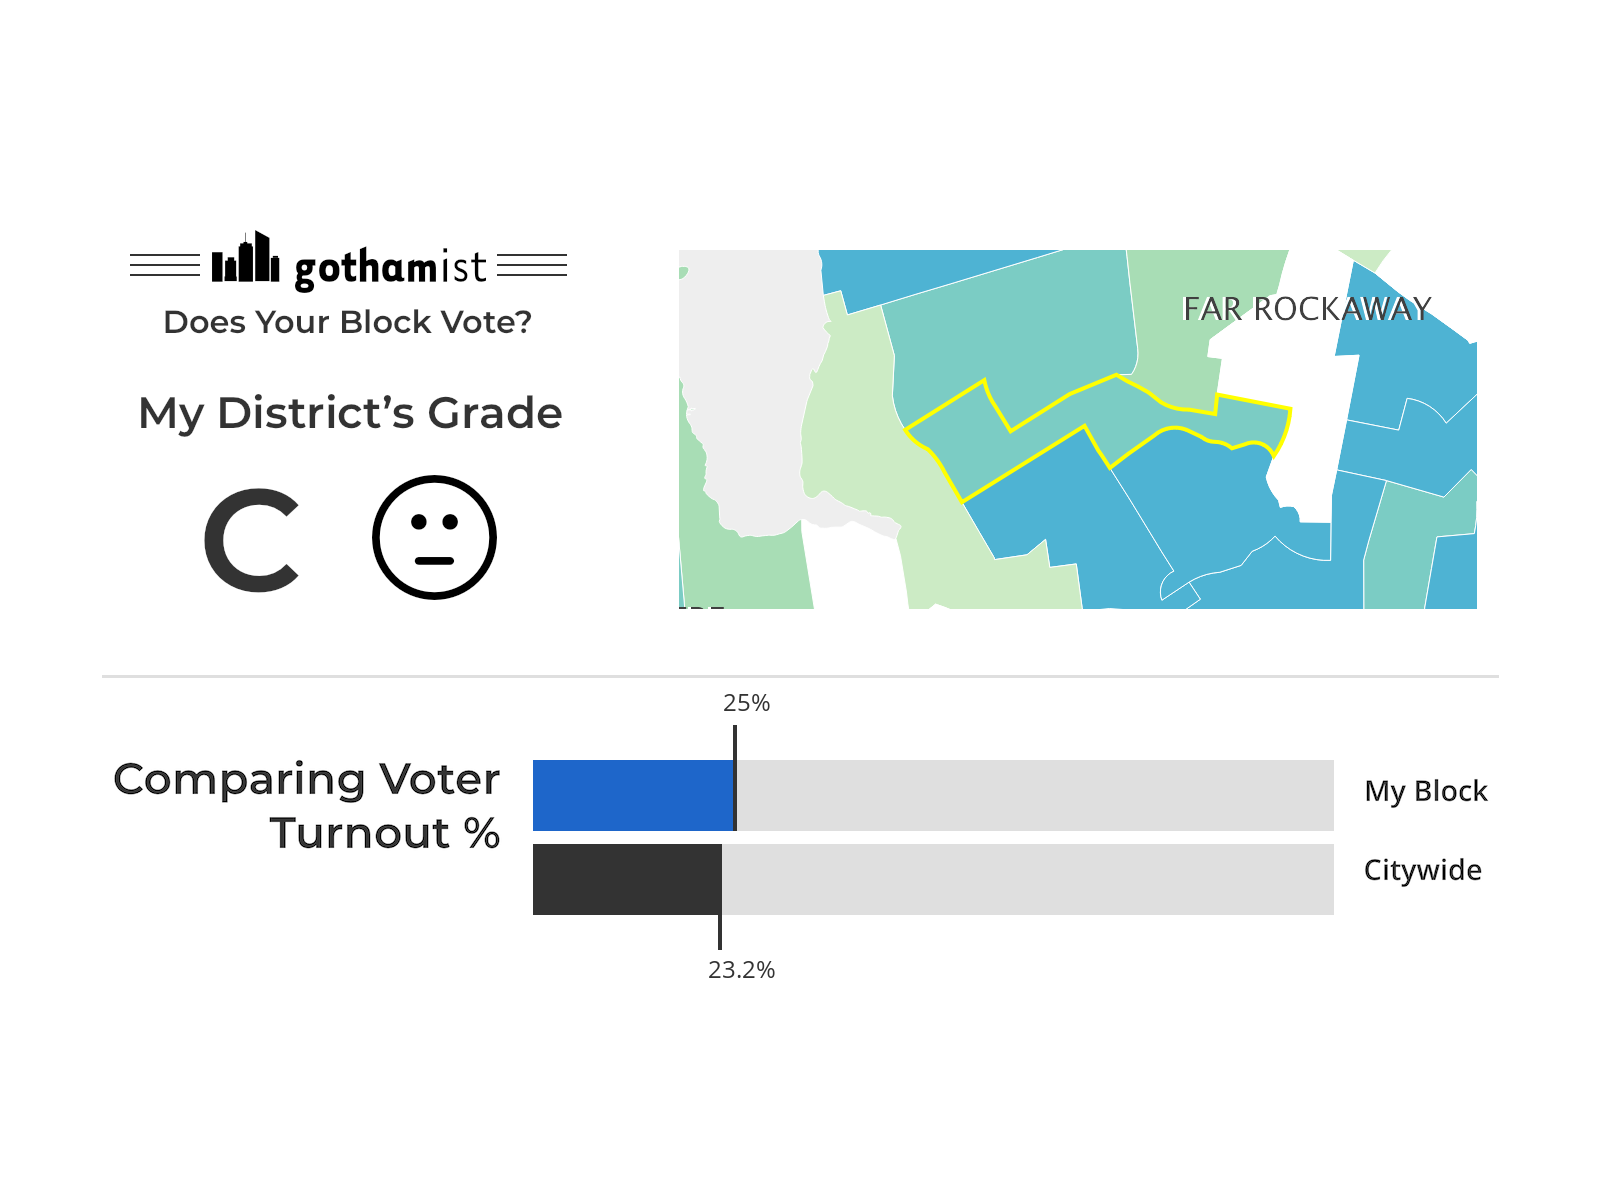 gothamist
Does Your Block Vote?
My District's Grade
C
FAR ROCKAWAY
25%
Comparing Voter
Turnout %
My Block
Citywide
23.2%